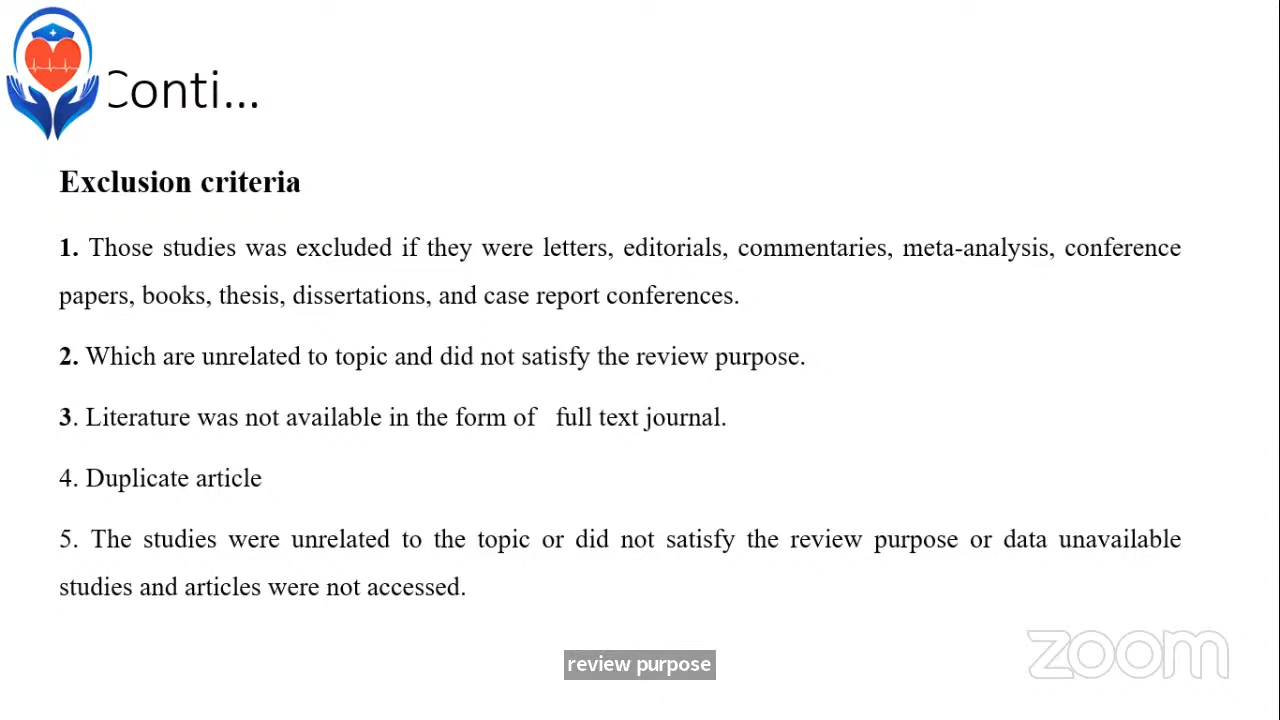 Conti...
Exclusion criteria
1. Those studies was excluded if they were letters, editorials, commentaries, meta-analysis, conference
papers, books, thesis, dissertations, and case report conferences.
2. Which are unrelated to topic and did not satisfy the review purpose.
3. Literature was not available in the form of   full text journal.
4. Duplicate article
5. The studies were unrelated to the topic or did not satisfy the review purpose or data unavailable
studies and articles were not accessed.
review purpose
zoom